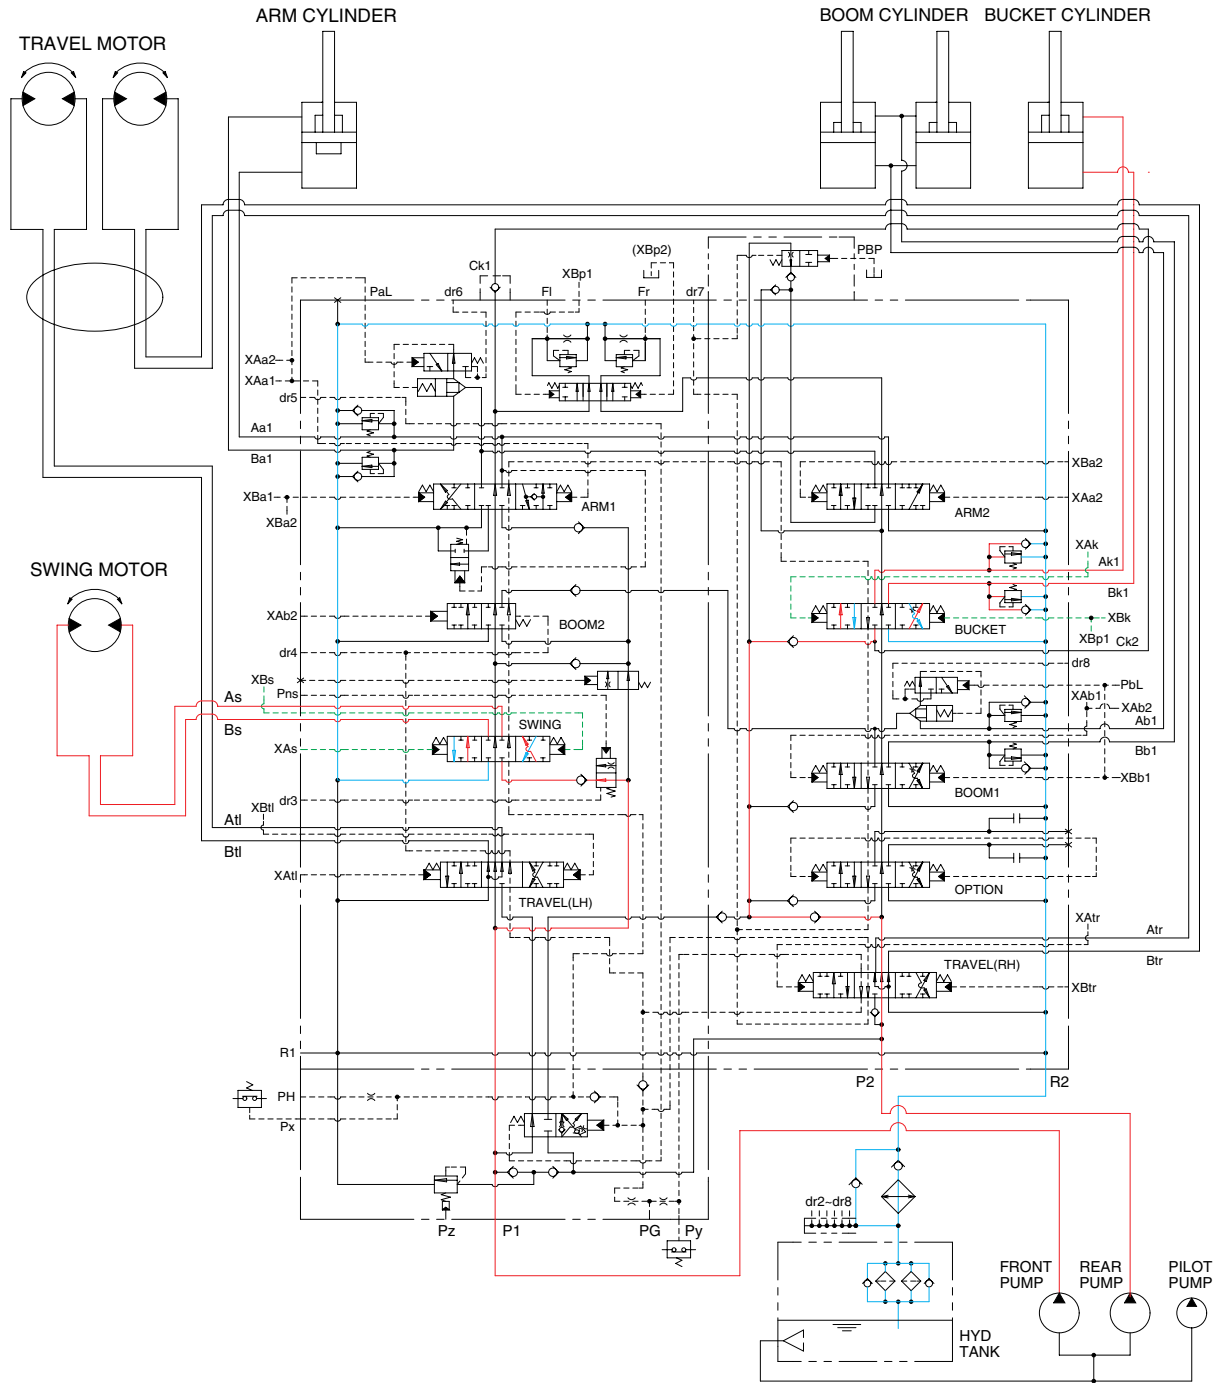 ARM CYLINDER
BOOM CYLINDER
BUCKET CYLINDER
TRAVEL MOTOR
(XBp2)
PBP
Ck1
XBp1
PaL
dr6
Fl
Fr
dr7
XAa2
XAa1
dr5
Aa1
Ba1
XBa2
XBa1
ARM1
XAa2
ARM2
XBa2
XAk
Ak1
SWING MOTOR
Bk1
XAb2
BOOM2
BUCKET
XBk
XBp1
Ck2
dr4
dr8
XBs
Pns
PbL
XAb1
XAb2
As
Ab1
Bs
SWING
XAs
Bb1
XBb1
dr3
BOOM1
XBtl
Atl
Btl
XAtl
OPTION
TRAVEL(LH)
XAtr
Atr
TRAVEL(RH)
Btr
XBtr
R1
P2
R2
PH
Px
dr2~dr8
Pz
P1
PG
Py
FRONT
PUMP
REAR
PUMP
PILOT
PUMP
HYD
TANK